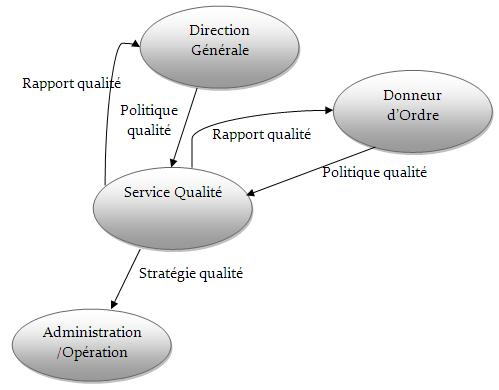 Direction
Générale
Rapport qualité
Politique
qualité
Donneur
d'Ordre
Rapport qualité
Politique qualité
Service Qualité
Stratégie qualité
Administration
/Opération